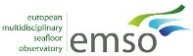 european
multidisciplinary
seafloor
observatory
emso